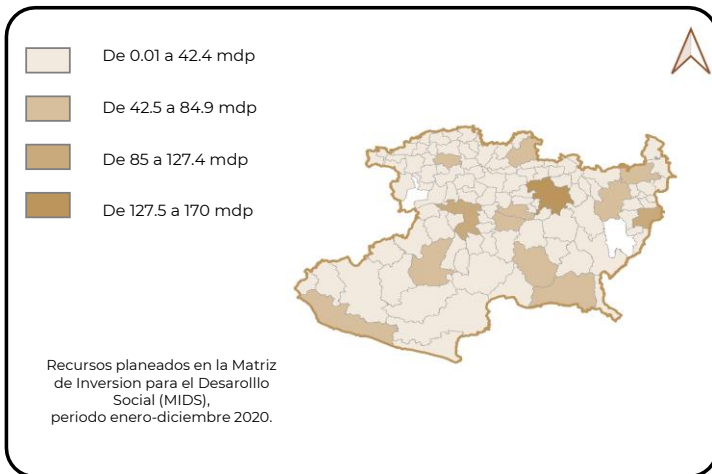 De 0.01 a 42.4 mdp
De 42.5 a 84.9 mdp
De 85 a 127.4 mdp
De 127.5 a 170 mdp
Recursos planeados en la Matriz
de Inversion para el Desarolllo
Social (MIDS),
periodo enero-diciembre 2020.